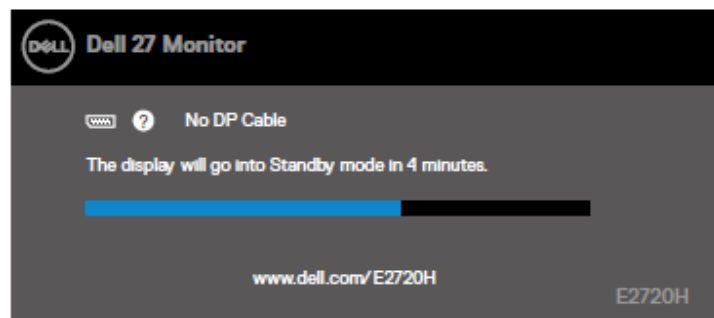 DELL Dell 27 Monitor
? No DP Cable
The display will go into Standby mode in 4 minutes.
www.dell.com/E2720H
E2720H